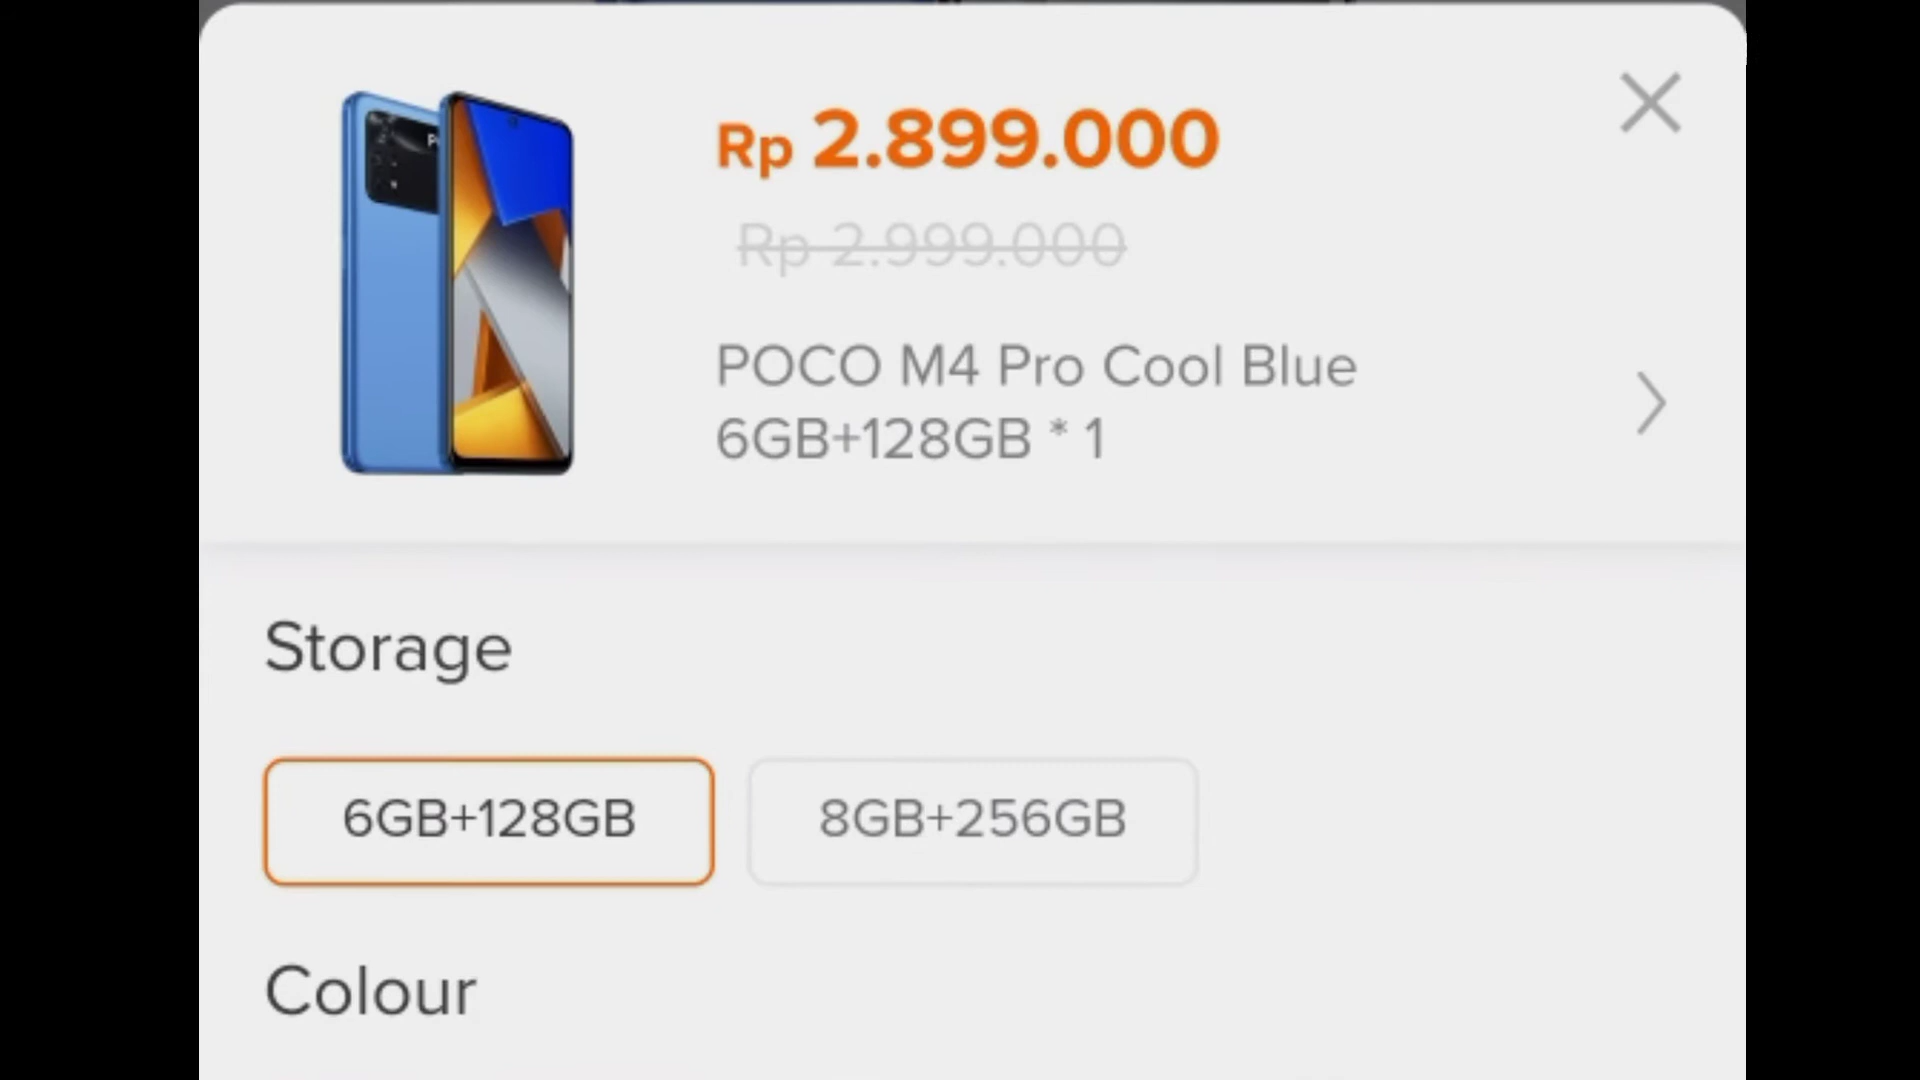 Rp 2.899.000
Rp 2.999.000
POCO M4 Pro Cool Blue
6GB+128GB * 1
Storage
6GB+128GB 8GB+256GB
Colour